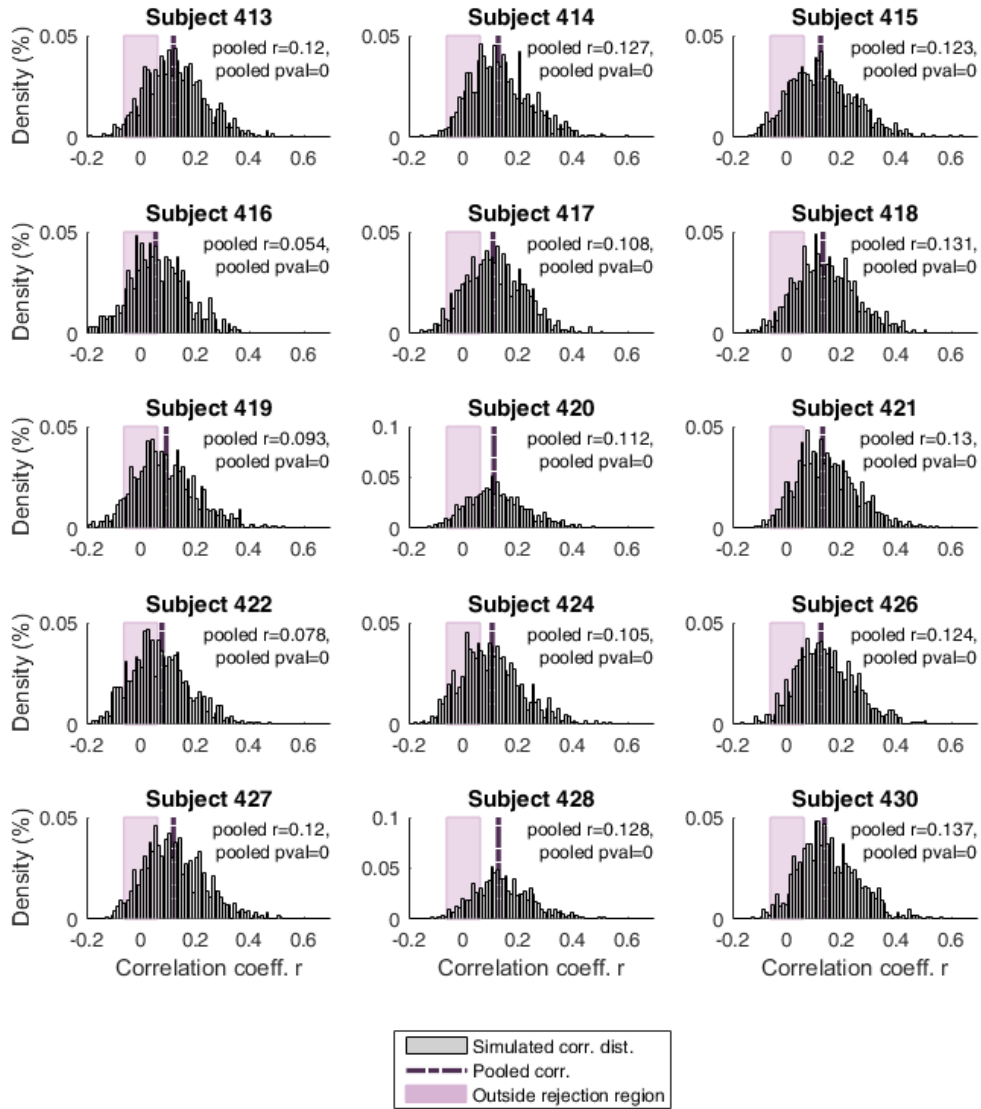 Subject 413
Subject 414
Subject 415
Density (%)
0.05
0
pooled r=0.12,
pooled pval=0
-0.2 0 0.2 0.4 0.6
0.05
0
pooled r=0.127,
pooled pval=0
-0.2 0 0.2 0.4 0.6
0.05
0
pooled r=0.123,
pooled pval=0
-0.2 0 0.2 0.4 0.6
Subject 416
Subject 417
Subject 418
Density (%)
0.05
0
pooled r=0.054,
pooled pval=0
-0.2 0 0.2 0.4 0.6
0.05
0
pooled r=0.108,
pooled pval=0
-0.2 0 0.2 0.4 0.6
0.05
0
pooled r=0.131,
pooled pval=0
-0.2 0 0.2 0.4 0.6
Subject 419
Subject 420
Subject 421
Density (%)
0.05
0
pooled r=0.093,
pooled pval=0
-0.2 0 0.2 0.4 0.6
0.1
0.05
0
pooled r=0.112,
pooled pval=0
-0.2 0 0.2 0.4 0.6
0.05
0
pooled r=0.13,
pooled pval=0
-0.2 0 0.2 0.4 0.6
Subject 422
Subject 424
Subject 426
Density (%)
0.05
0
pooled r=0.078,
pooled pval=0
-0.2 0 0.2 0.4 0.6
0.05
0
pooled r=0.105,
pooled pval=0
-0.2 0 0.2 0.4 0.6
0.05
0
pooled r=0.124,
pooled pval=0
-0.2 0 0.2 0.4 0.6
Subject 427
Subject 428
Subject 430
Density (%)
0.05
0
pooled r=0.12,
pooled pval=0
-0.2 0 0.2 0.4 0.6
Correlation coeff. r
0.1
0.05
0
pooled r=0.128,
pooled pval=0
-0.2 0 0.2 0.4 0.6
Correlation coeff. r
0.05
0
pooled r=0.137,
pooled pval=0
-0.2 0 0.2 0.4 0.6
Correlation coeff. r
Simulated corr. dist.
Pooled corr.
Outside rejection region